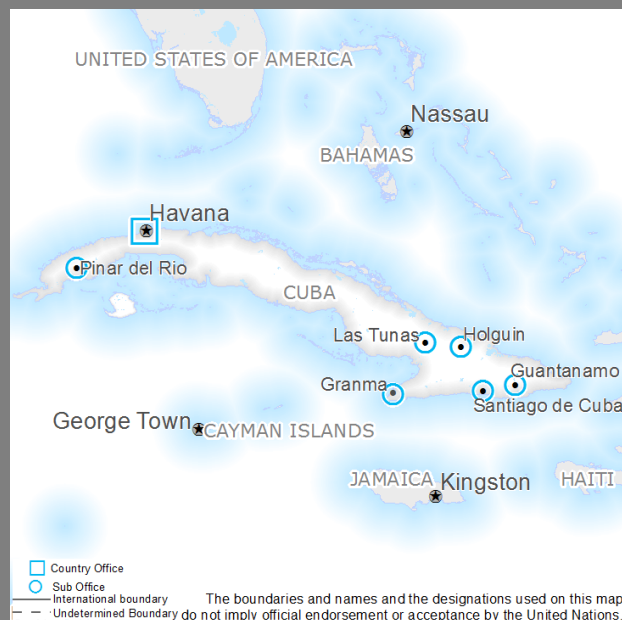 UNITED STATES OF AMERICA
Nassau
BAHAMAS
Havana
Pinar del Rio
CUBA
Las Tunas
Holguin
Guantanamo
Granma
Santiago de Cuba
George Town
CAYMAN ISLANDS
JAMAICA
Kingston
HAITI
Country Office
Sub Office
International boundary
Undetermined Boundary
The boundaries and names and the designations used on this map
do not imply official endorsement or acceptance by the United Nations.